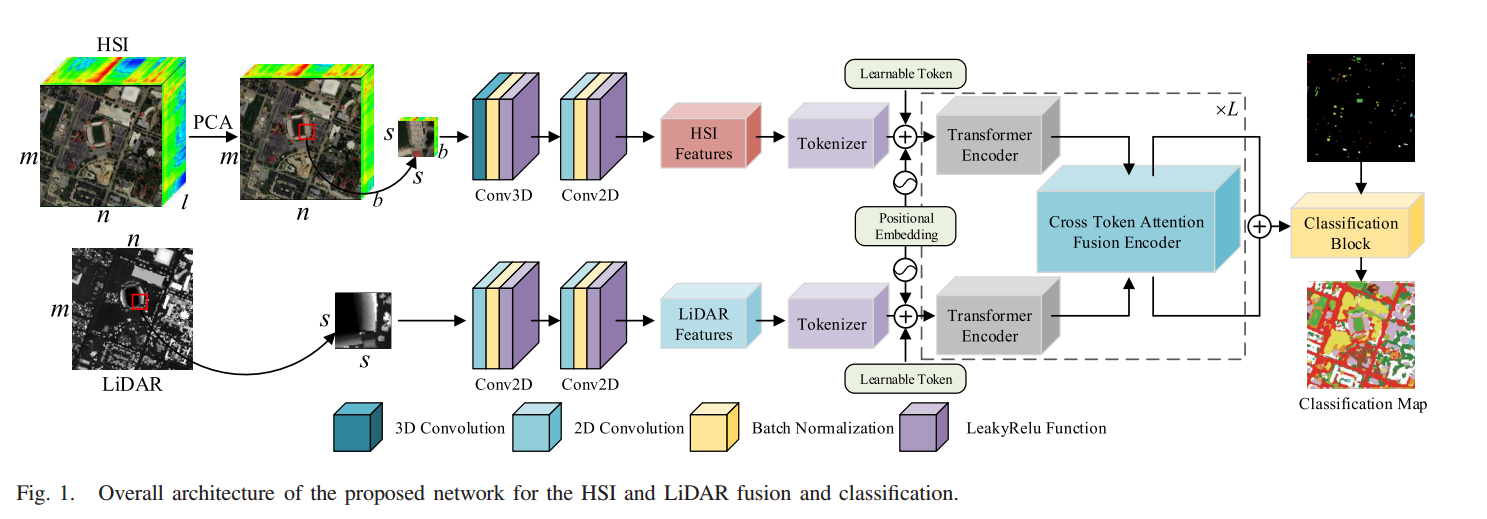 HSI
PCA
m
n
l
m
n
b
s
s
b
Conv3D
Conv2D
HSI
Features
Tokenizer
Learnable Token
Positional
Embedding
Learnable Token
Transformer
Encoder
×L
Cross Token Attention
Fusion Encoder
Transformer
Encoder
Classification
Block
Classification Map
n
m
LiDAR
s
s
Conv2D
Conv2D
LiDAR
Features
Tokenizer
3D Convolution
2D Convolution
Batch Normalization
LeakyRelu Function
Fig. 1. Overall architecture of the proposed network for the HSI and LiDAR fusion and classification.